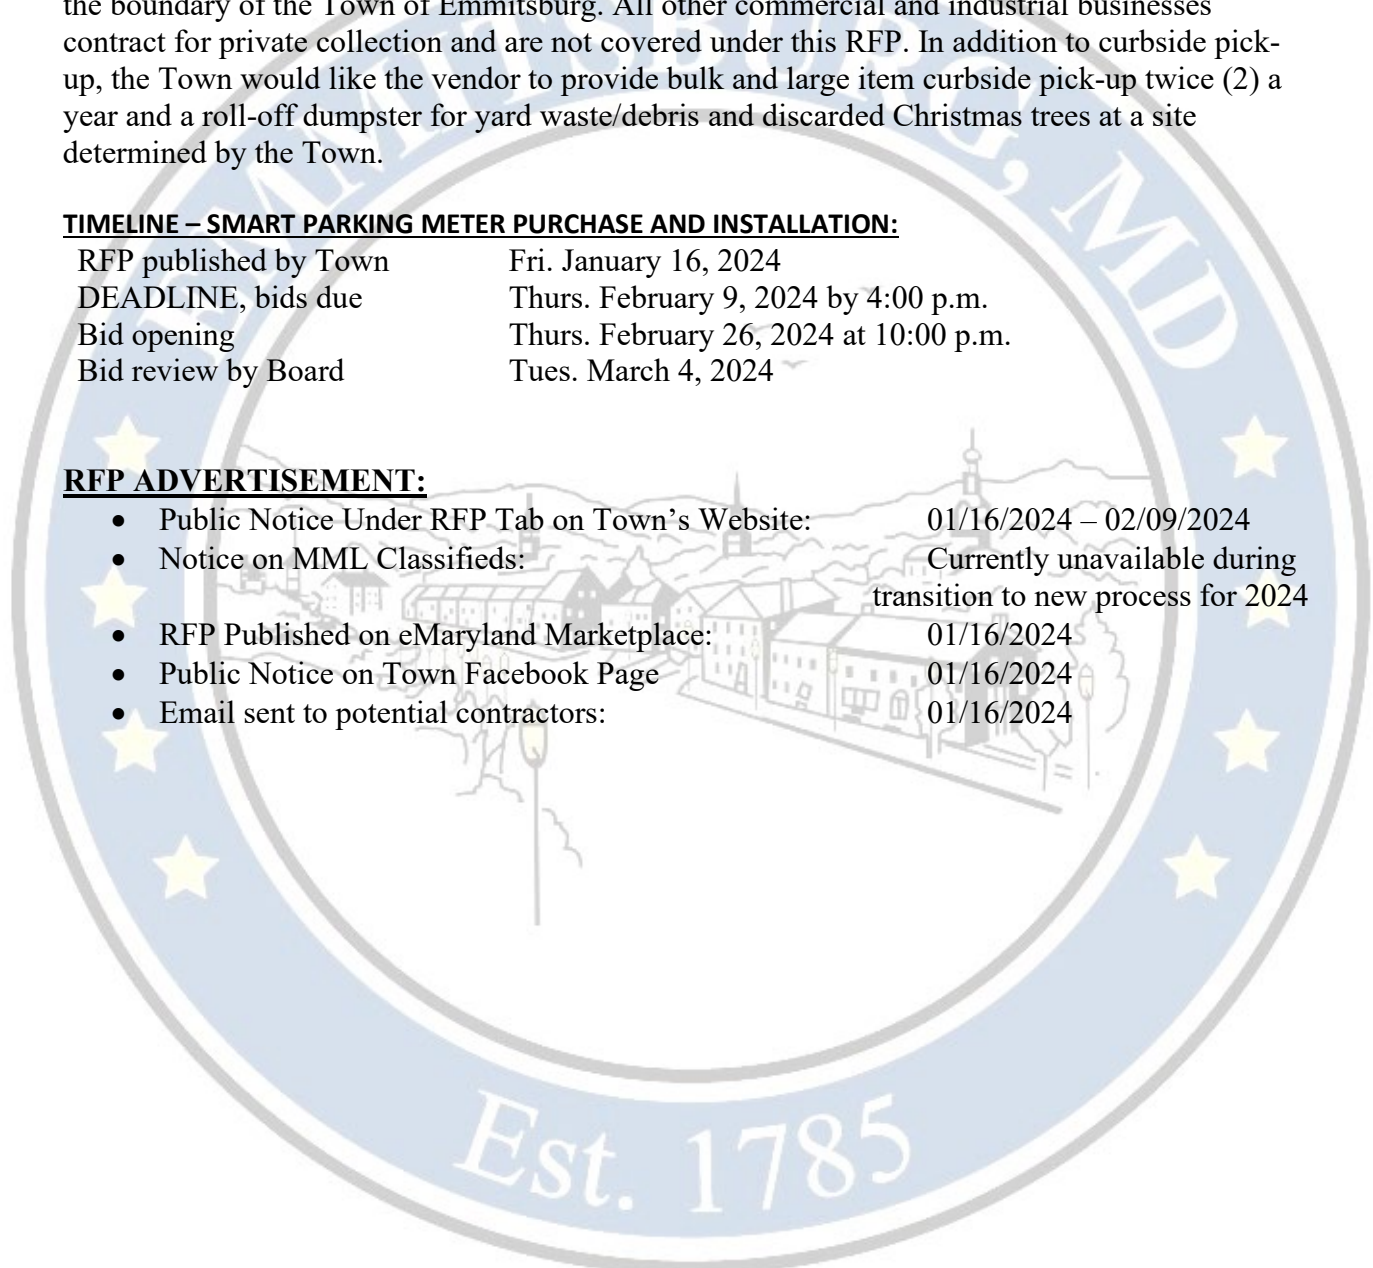 the boundary of the Town of Emmitsburg. All other commercial and industrial businesses
contract for private collection and are not covered under this RFP. In addition to curbside pick-
up, the Town would like the vendor to provide bulk and large item curbside pick-up twice (2) a
year and a roll-off dumpster for yard waste/debris and discarded Christmas trees at a site
determined by the Town.
TIMELINE – SMART PARKING METER PURCHASE AND INSTALLATION:
RFP published by Town Fri. January 16, 2024
DEADLINE, bids due Thurs. February 9, 2024 by 4:00 p.m.
Bid opening Thurs. February 26, 2024 at 10:00 p.m.
Bid review by Board Tues. March 4, 2024
RFP ADVERTISEMENT:
• Public Notice Under RFP Tab on Town’s Website: 01/16/2024 – 02/09/2024
• Notice on MML Classifieds: Currently unavailable during
transition to new process for 2024
• RFP Published on eMaryland Marketplace: 01/16/2024
• Public Notice on Town Facebook Page 01/16/2024
• Email sent to potential contractors: 01/16/2024
EMMITSBURG, MD
Est. 1785